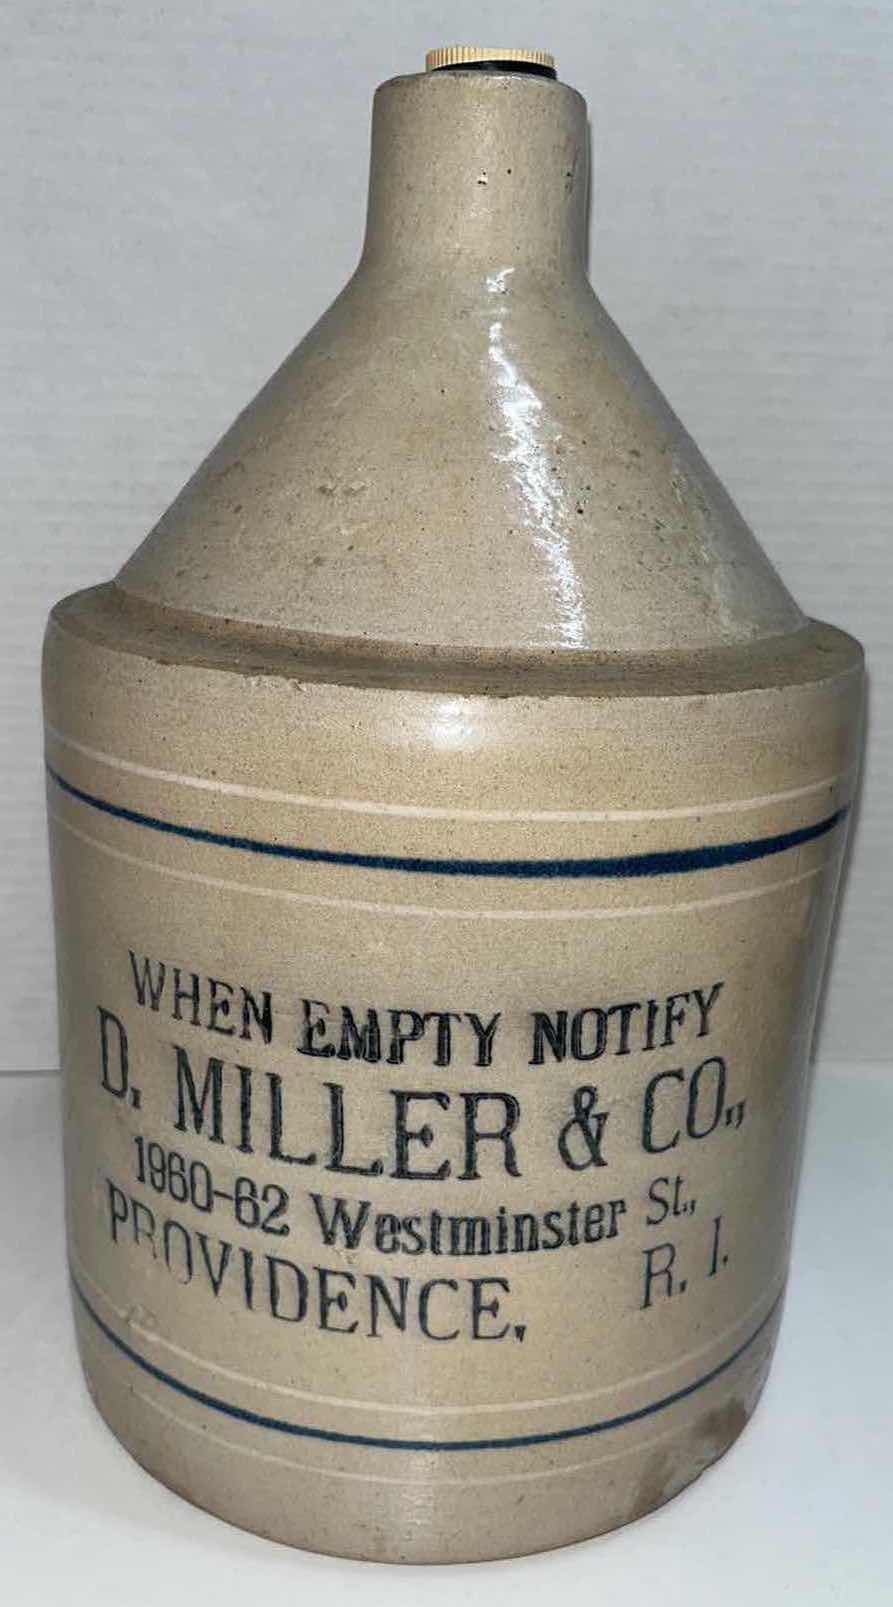 WHEN EMPTY NOTIFY
D. MILLER & CO.,
1960-62 Westminster St.,
PROVIDENCE, R. I.